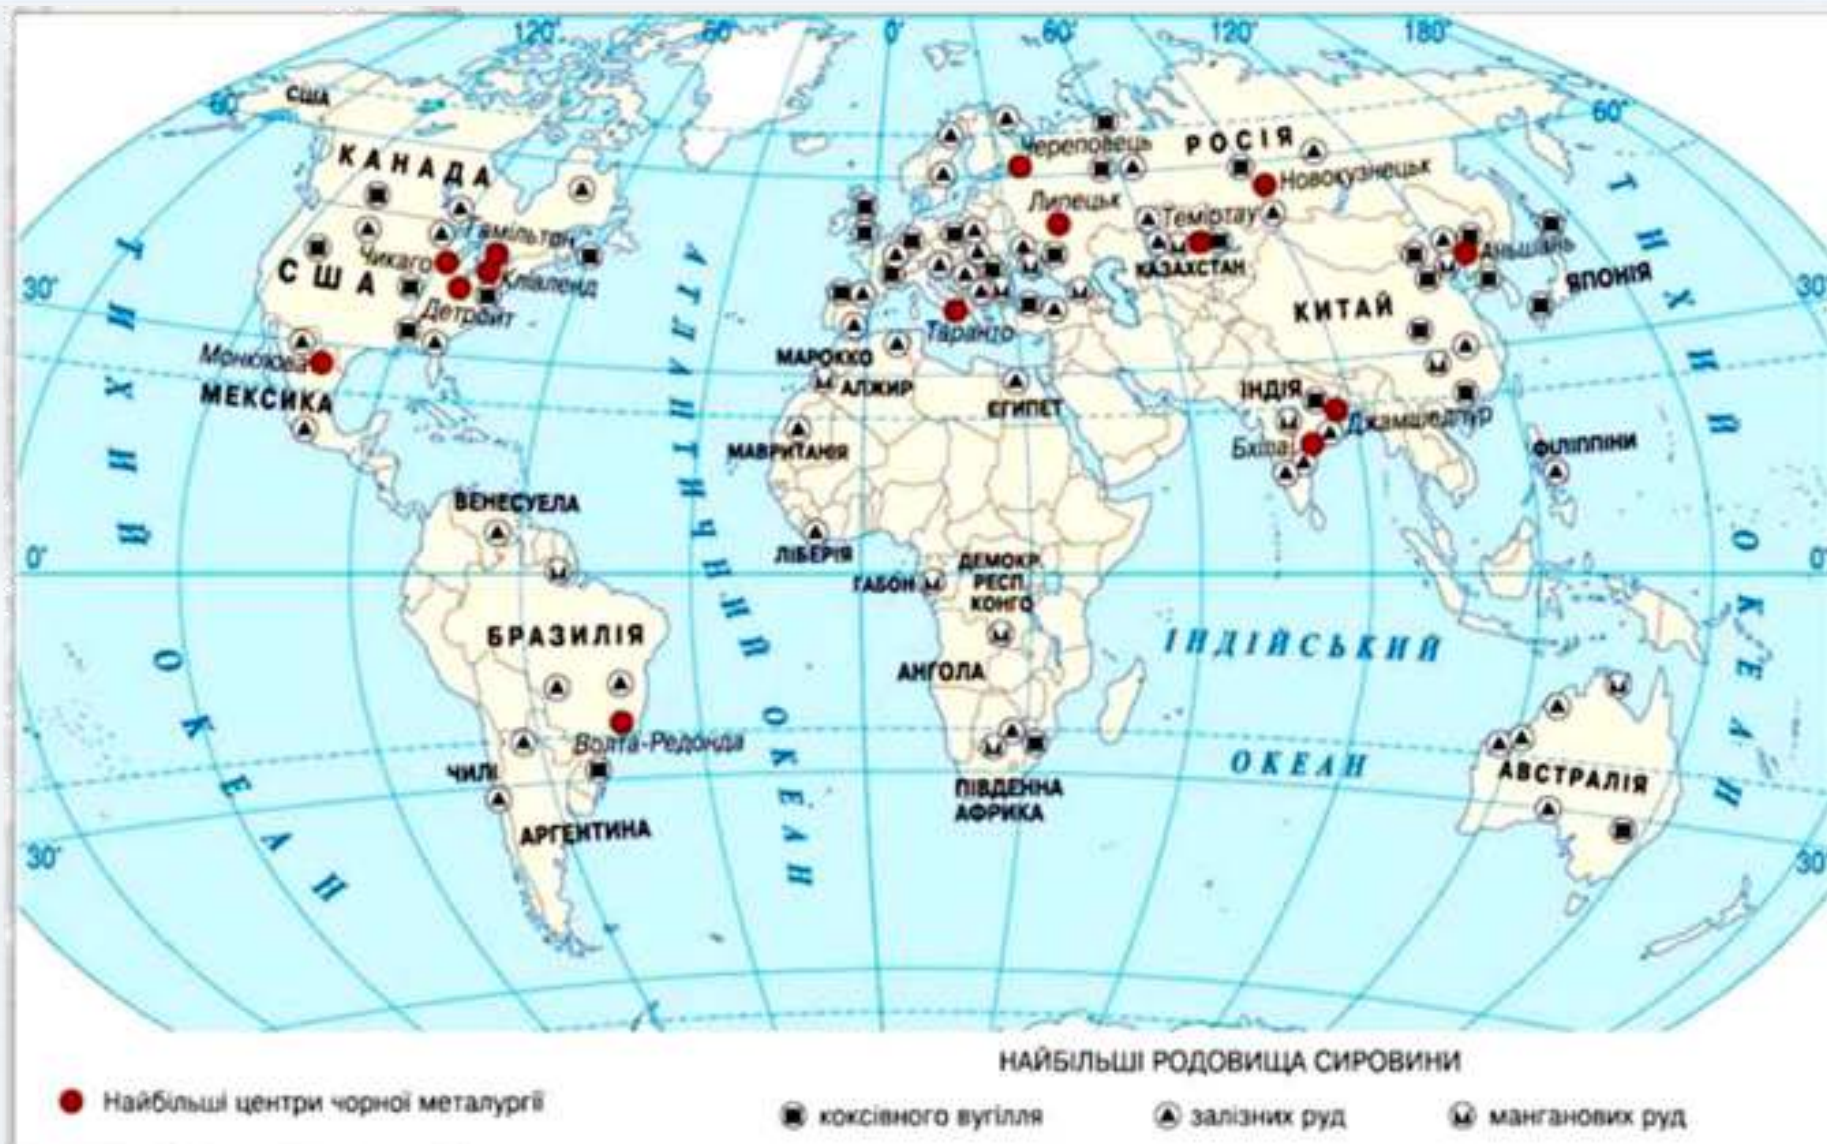 120° 60° 0° 60° 120° 180°
60°
США
60°
КАНАДА
РОСІЯ
Череповець
Новокузнецьк
Липецьк
Теміртау
Гамільтон
Чикаго
Клівленд
США
КАЗАХСТАН
Аньшань
ЯПОНІЯ
30°
30°
Детройт
КИТАЙ
Таранто
Монклова
МАРОККО
АЛЖИР
МЕКСИКА
ЄГИПЕТ
ІНДІЯ
Джамшедпур
МАВРИТАНІЯ
ФІЛІППІНИ
ВЕНЕСУЕЛА
ЛІБЕРІЯ
0°
0°
ГАБОН
ДЕМОКР.
РЕСП.
КОНГО
БРАЗИЛІЯ
АНГОЛА
ТИХИЙ ОКЕАН
АТЛАНТИЧНИЙ ОКЕАН
ІНДІЙСЬКИЙ
ОКЕАН
ТИХИЙ ОКЕАН
Волта-Редонда
ЧИЛІ
АРГЕНТИНА
ПІВДЕННА
АФРИКА
АВСТРАЛІЯ
30°
30°
НАЙБІЛЬШІ РОДОВИЩА СИРОВИНИ
Найбільші центри чорної металургії
коксівного вугілля
залізних руд
манганових руд